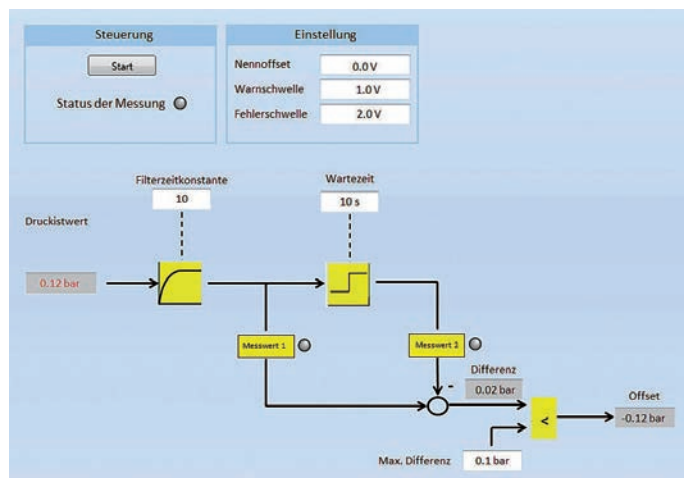 Steuerung
Start
Status der Messung
Einstellung
Nennoffset 0.0 V
Warnschwelle 1.0 V
Fehlerschwelle 2.0 V
Filterzeitkonstante
10
Wartezeit
10 s
Druckistwert
0.12 bar
Messwert 1
Messwert 2
-
Differenz
0.02 bar
<
Offset
-0.12 bar
Max. Differenz 0.1 bar